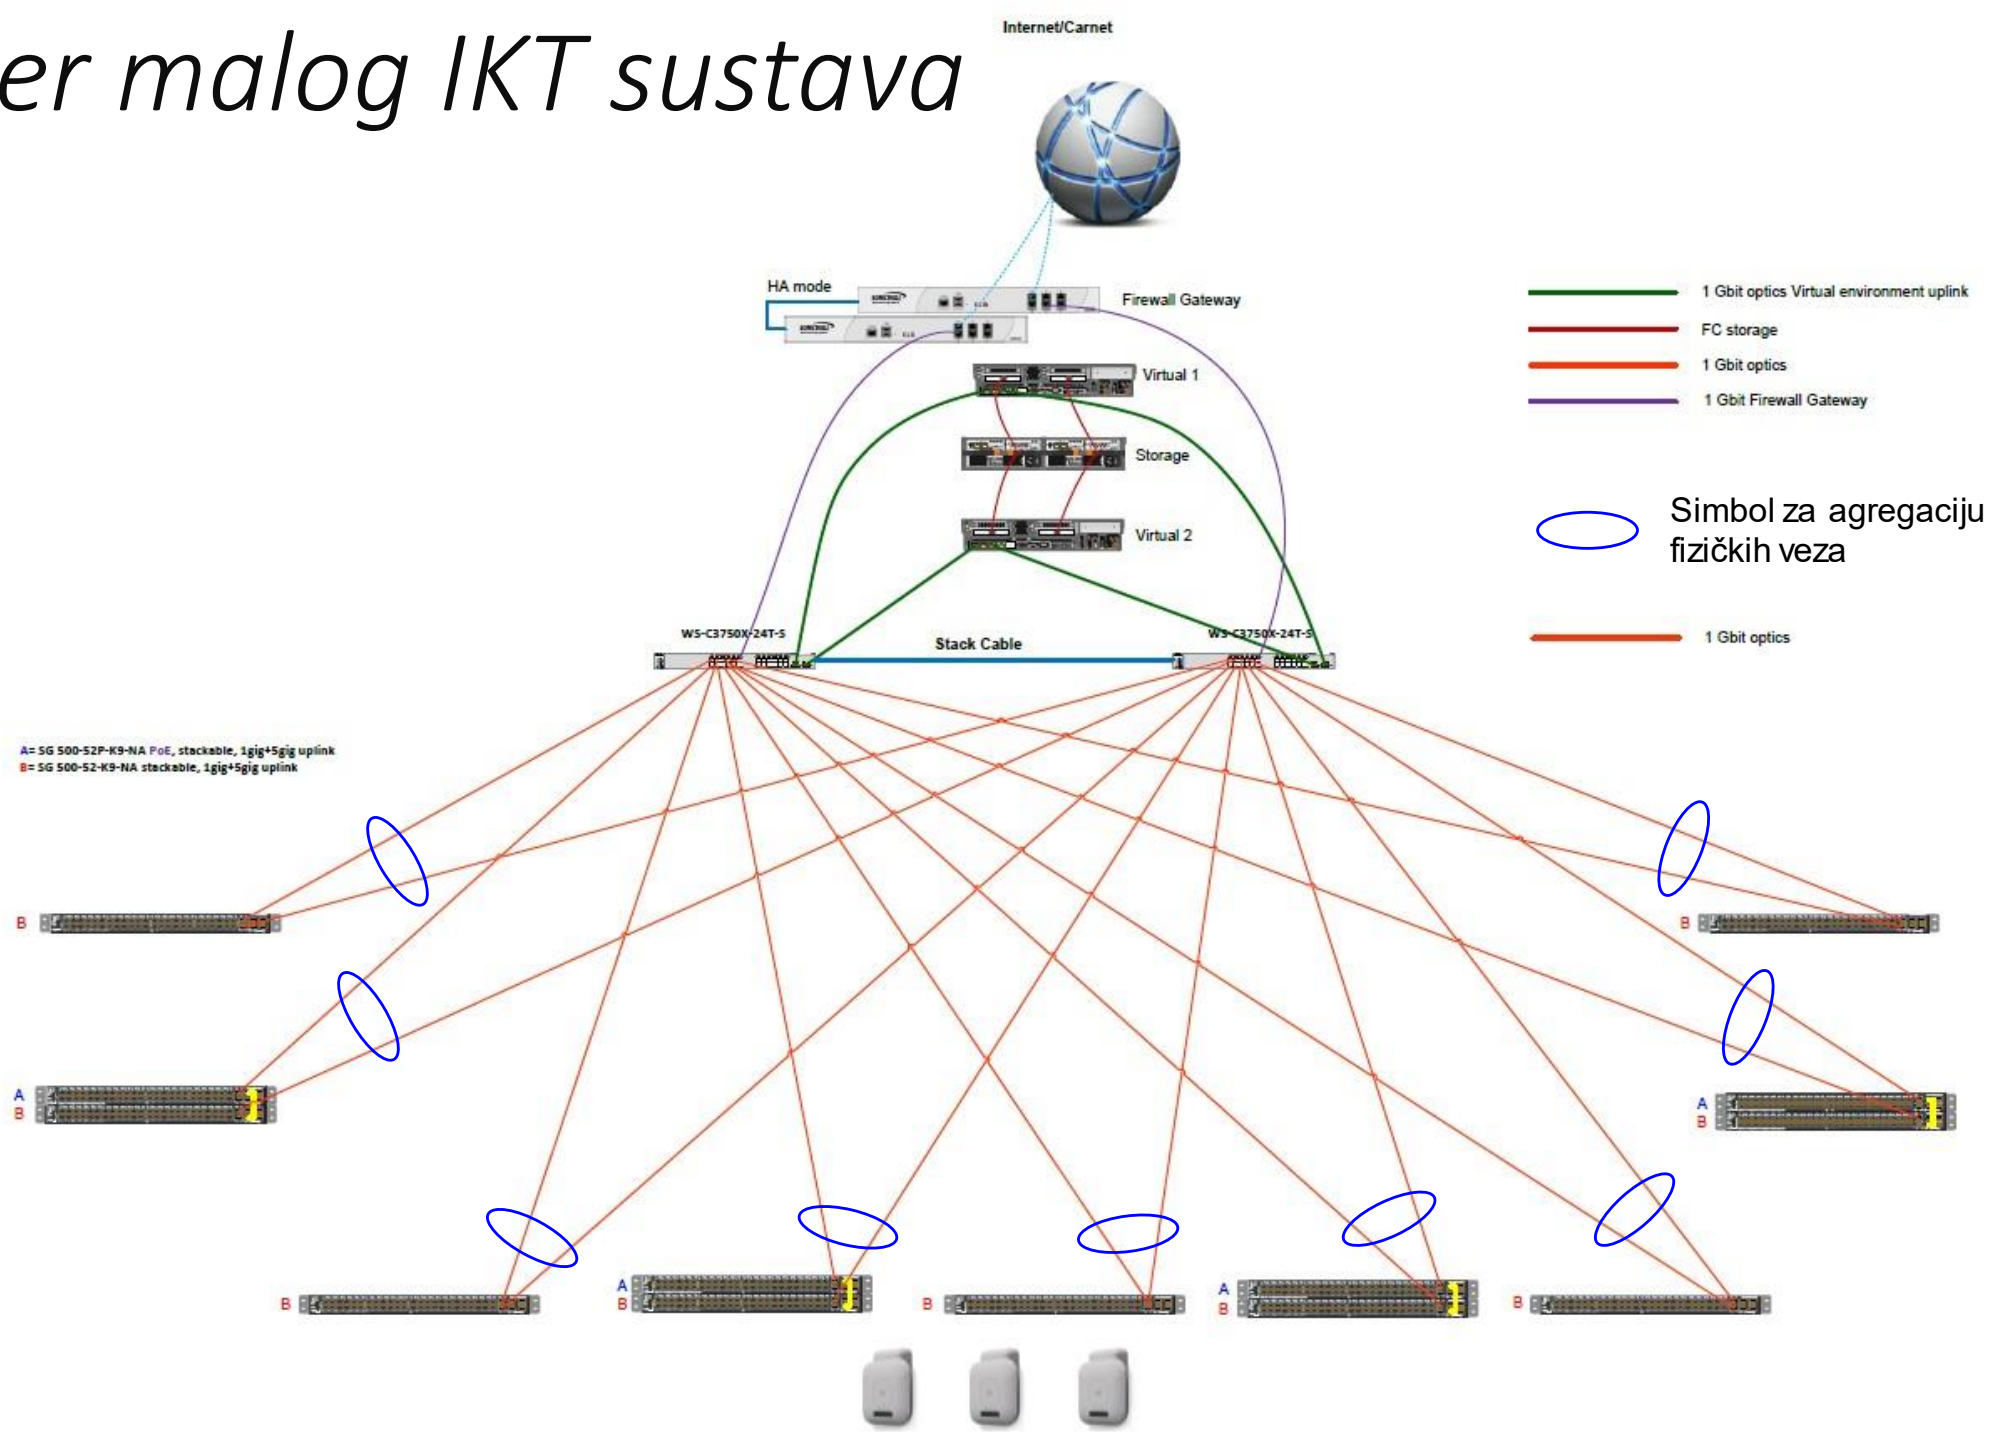 er malog IKT sustava
Internet/Carnet
HA mode
Firewall Gateway
1 Gbit optics Virtual environment uplink
FC storage
1 Gbit optics
1 Gbit Firewall Gateway
Virtual 1
Storage
Virtual 2
Simbol za agregaciju
fizičkih veza
1 Gbit optics
WS-C3750X-24T-S
Stack Cable
WS-C3750X-24T-S
A= SG 500-52P-K9-NA PoE, stackable, 1gig+5gig uplink
B= SG 500-52-K9-NA stackable, 1gig+5gig uplink
B
B
A
B
A
B
B
A
B
B
A
B
B